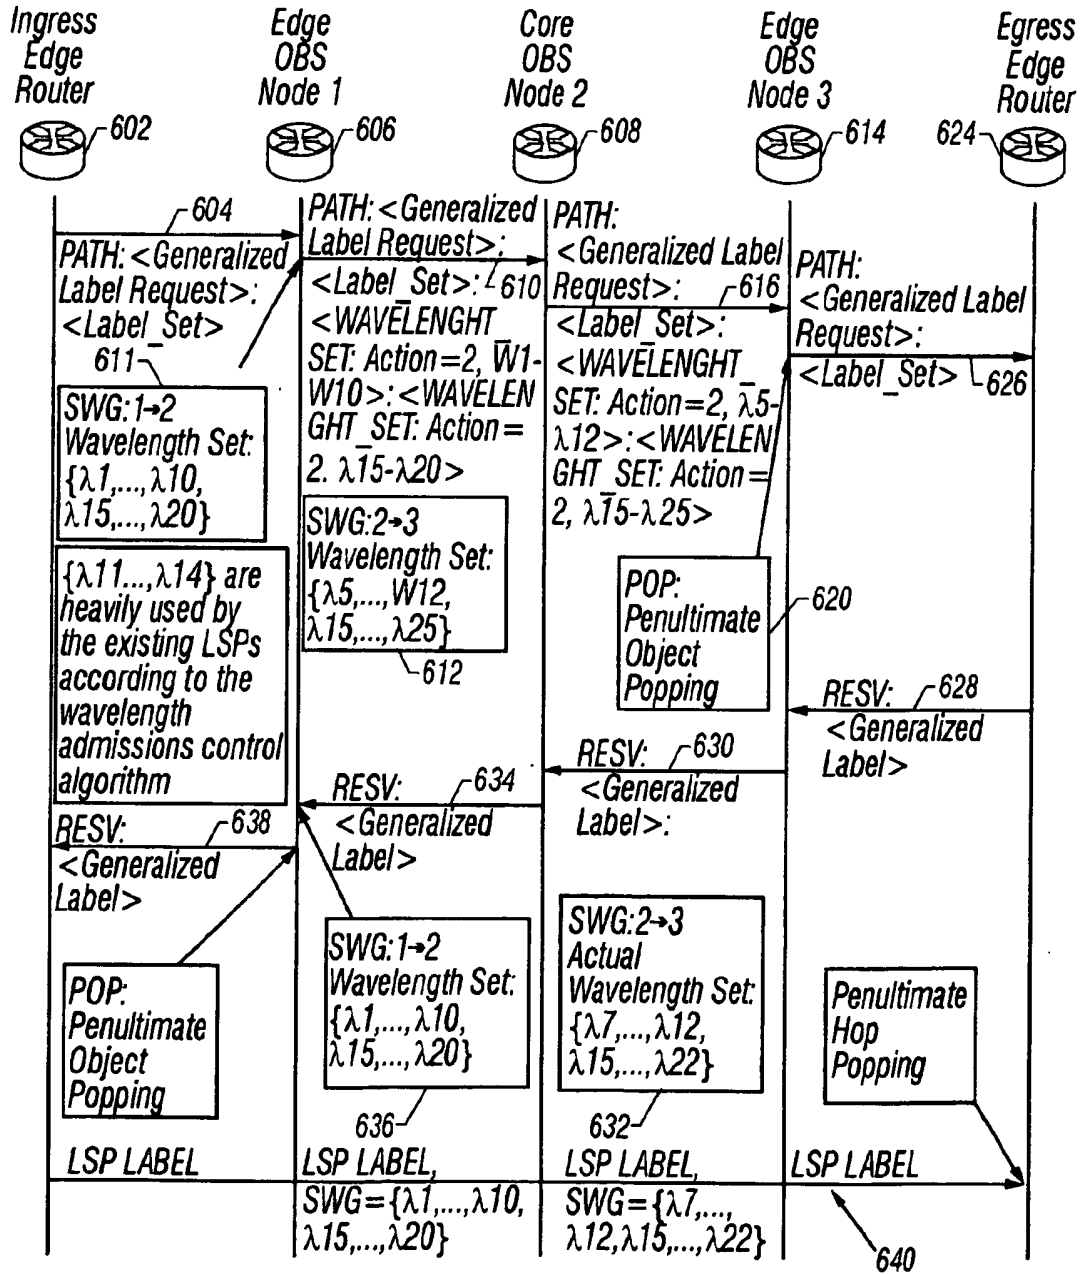 Ingress
Edge
Router
602
Edge
OBS
Node 1
606
Core
OBS
Node 2
608
Edge
OBS
Node 3
614
Egress
Edge
Router
624
604
PATH: <Generalized
Label Request>:
<Label_Set>
611
SWG: 1→2
Wavelength Set:
{λ1,..., λ10,
λ15,..., λ20}
{λ11..., λ14} are
heavily used by
the existing LSPs
according to the
wavelength
admissions control
algorithm
RESV:
638
<Generalized
Label>
POP:
Penultimate
Object
Popping
PATH: <Generalized
Label Request>:
<Label_Set>:
610
<WAVELENGHT_
SET: Action=2, W1-
W10>:<WAVELEN
GHT_SET: Action=
2. λ15-λ20>
SWG:2→3
Wavelength Set:
{λ5,..., W12,
λ15,..., λ25}
612
RESV:
634
<Generalized
Label>
SWG: 1→2
Wavelength Set:
{λ1,..., λ10,
λ15,..., λ20}
636
PATH:
<Generalized Label
Request>:
616
<Label_Set>:
<WAVELENGHT_
SET: Action=2, λ5-
λ12>:<WAVELEN
GHT_SET: Action=
2, λ15-λ25>
POP:
Penultimate
Object
Popping
620
RESV:
630
<Generalized
Label>:
SWG:2→3
Actual
Wavelength Set:
{λ7,..., λ12,
λ15,..., λ22}
632
PATH:
<Generalized Label
Request>:
<Label_Set>
626
RESV:
628
<Generalized
Label>
Penultimate
Hop
Popping
LSP LABEL
LSP LABEL,
SWG={λ1,...,λ10,
λ15,..., λ20}
LSP LABEL,
SWG={λ7,...,
λ12,λ15,..., λ22}
LSP LABEL
640